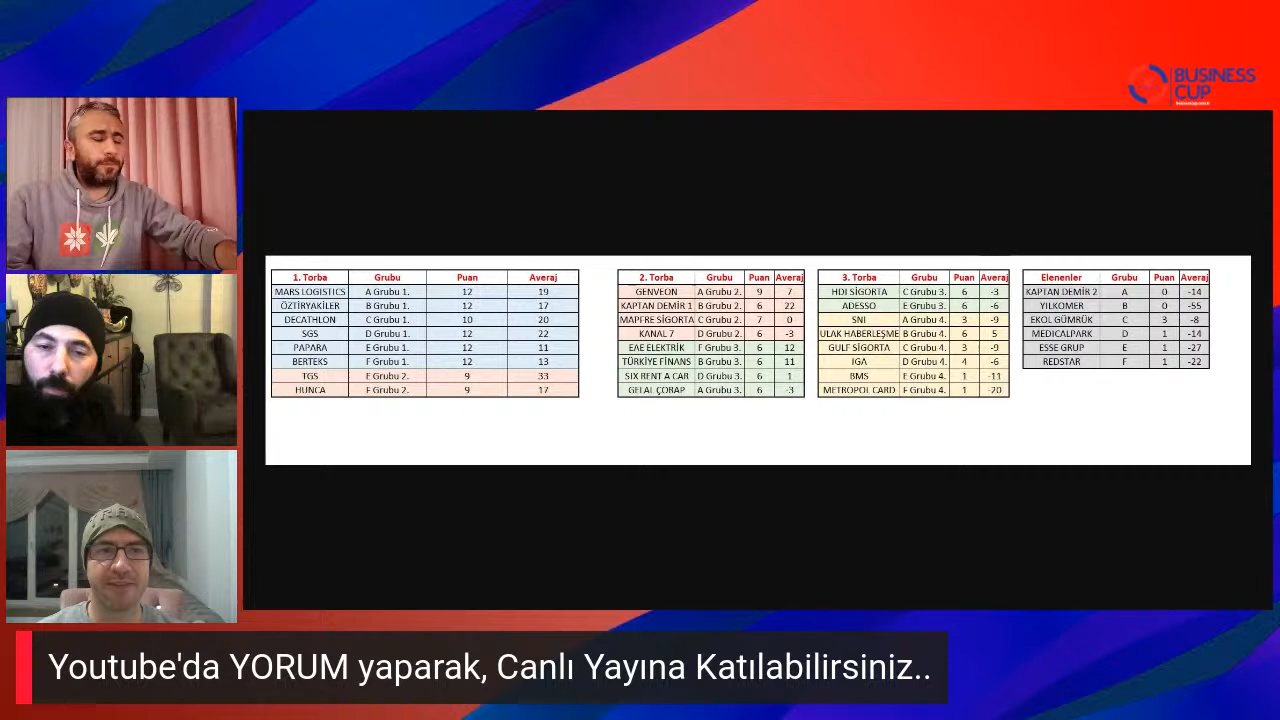 BUSINESS
CUP
1. Torba Grubu Puan Averaj
MARS LOGISTICS A Grubu 1. 12 19
ÖZTİRYAKİLER B Grubu 1. 12 17
DECATHLON C Grubu 1. 10 20
SGS D Grubu 1. 12 22
PAPARA E Grubu 1. 12 11
BERTEKS F Grubu 1. 12 13
TGS E Grubu 2. 9 33
HUNCA F Grubu 2. 9 17
2. Torba Grubu Puan Averaj
GENVEON A Grubu 2. 9 7
KAPTAN DEMİR 1 B Grubu 2. 6 22
MAPFRE SİGORTA C Grubu 2. 7 0
KANAL 7 D Grubu 2. 6 -3
EAE ELEKTRİK F Grubu 3. 6 12
TÜRKİYE FİNANS B Grubu 3. 6 11
SIX RENT A CAR D Grubu 3. 6 1
GELAL ÇORAP A Grubu 3. 6 -3
3. Torba Grubu Puan Averaj
HDI SİGORTA C Grubu 3. 6 -3
ADESSO E Grubu 3. 6 -6
SNI A Grubu 4. 3 -9
ULAK HABERLEŞME B Grubu 4. 6 5
GULF SİGORTA C Grubu 4. 3 -9
IGA D Grubu 4. 4 -6
BMS E Grubu 4. 1 -11
METROPOL CARD F Grubu 4. 1 -20
Elenenler Grubu Puan Averaj
KAPTAN DEMİR 2 A 0 -14
YILKOMER B 0 -55
EKOL GÜMRÜK C 3 -8
MEDICALPARK D 1 -14
ESSE GRUP E 1 -27
REDSTAR F 1 -22
Youtube'da YORUM yaparak, Canlı Yayına Katılabilirsiniz..